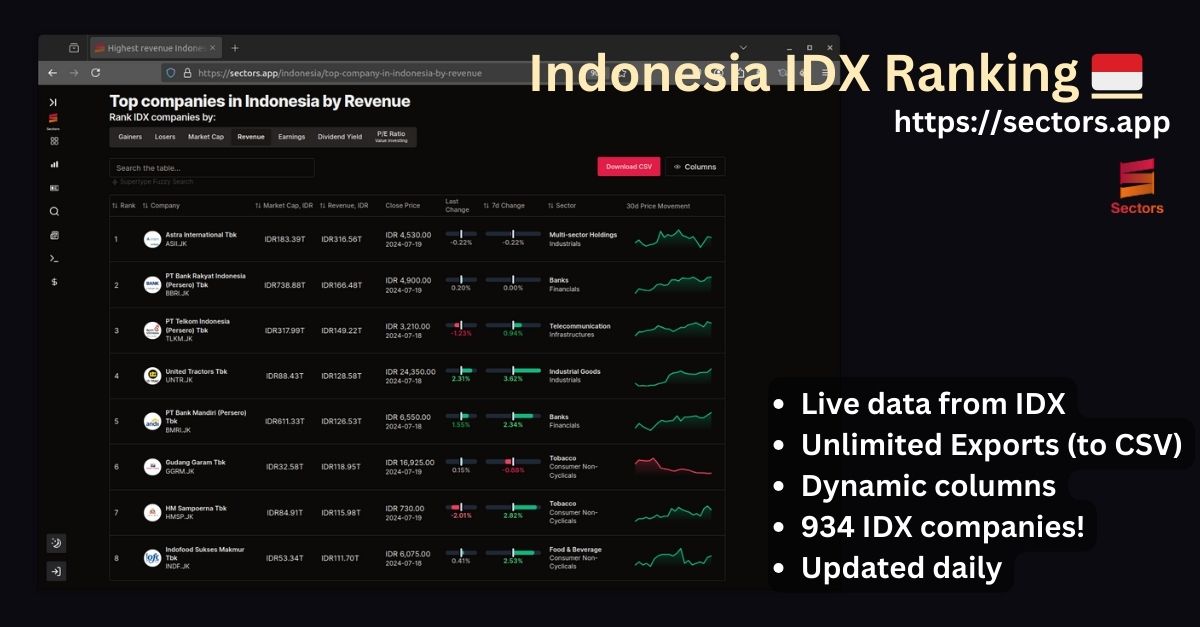 Highest revenue Indones
https://sectors.app/indonesia/top-company-in-indonesia-by-revenue
Indonesia IDX Ranking
https://sectors.app
Sectors
Sectors
Top companies in Indonesia by Revenue
Rank IDX companies by:
Gainers Losers Market Cap Revenue Earnings Dividend Yield P/E Ratio
Value Investing
Search the table...
Supertype Fuzzy Search
Download CSV Columns
Rank Company Market Cap, IDR Revenue, IDR Close Price Last Change 7d Change Sector 30d Price Movement
1 Astra International Tbk IDR183.39T IDR316.56T IDR 4,530.00 -0.22% -0.22% Multi-sector Holdings
ASII.JK 2024-07-19 Industrials
2 PT Bank Rakyat Indonesia IDR738.88T IDR166.48T IDR 4,900.00 0.20% 0.00% Banks
(Persero) Tbk 2024-07-19 Financials
BBRI.JK
3 PT Telkom Indonesia IDR317.99T IDR149.22T IDR 3,210.00 -1.23% 0.94% Telecommunication
(Persero) Tbk 2024-07-18 Infrastructures
TLKM.JK
4 United Tractors Tbk IDR88.43T IDR128.58T IDR 24,350.00 2.31% 3.62% Industrial Goods
UNTR.JK 2024-07-18 Industrials
5 PT Bank Mandiri (Persero) IDR611.33T IDR126.53T IDR 6,550.00 1.55% 2.34% Banks
Tbk 2024-07-18 Financials
BMRI.JK
6 Gudang Garam Tbk IDR32.58T IDR118.95T IDR 16,925.00 0.15% -0.88% Tobacco
GGRM.JK 2024-07-19 Consumer Non-
Cyclicals
7 HM Sampoerna Tbk IDR84.91T IDR115.98T IDR 730.00 -2.01% 2.82% Tobacco
HMSP.JK 2024-07-19 Consumer Non-
Cyclicals
8 Indofood Sukses Makmur IDR53.34T IDR111.70T IDR 6,075.00 0.41% 2.53% Food & Beverage
Tbk 2024-07-18 Consumer Non-
INDF.JK Cyclicals
• Live data from IDX
• Unlimited Exports (to CSV)
• Dynamic columns
• 934 IDX companies!
• Updated daily